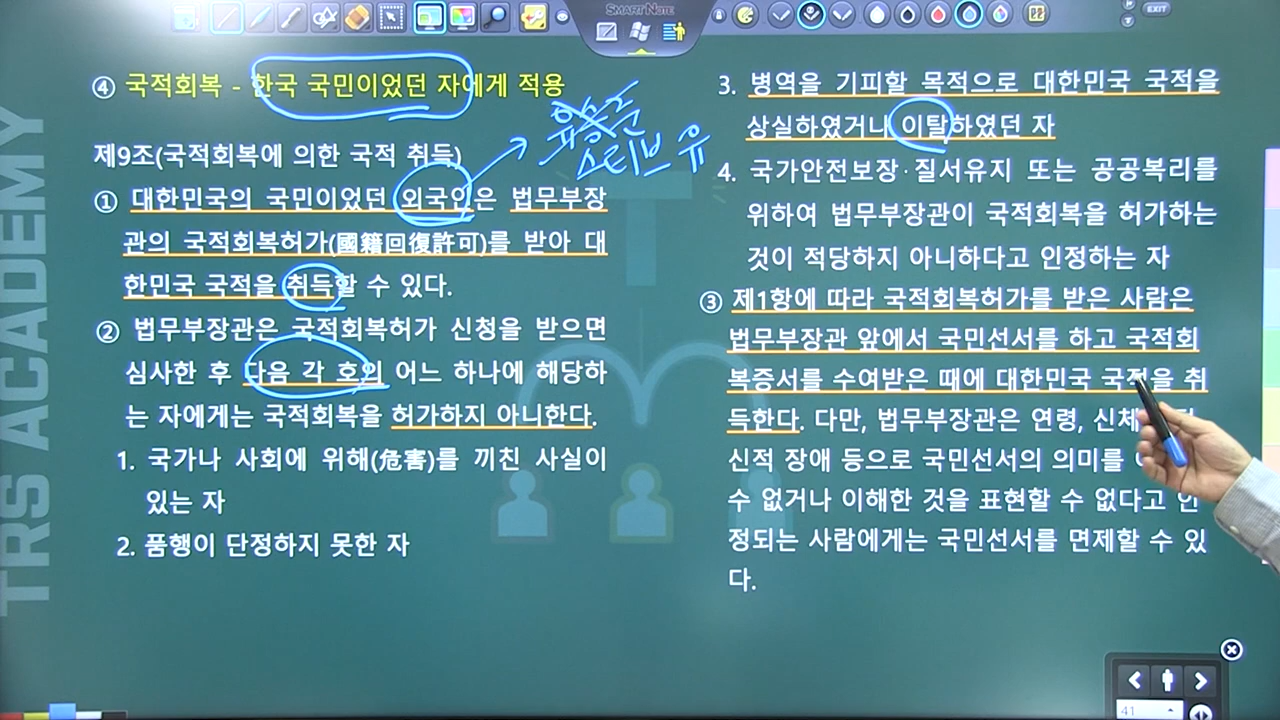 SMART NOTE
EXIT
TRS ACADEMY
④ 국적회복 - 한국 국민이었던 자에게 적용
유승준
스티브 유
제9조(국적회복에 의한 국적 취득)
① 대한민국의 국민이었던 외국인은 법무부장
관의 국적회복허가(國籍回復許可)를 받아 대
한민국 국적을 취득할 수 있다.
② 법무부장관은 국적회복허가 신청을 받으면
심사한 후 다음 각 호의 어느 하나에 해당하
는 자에게는 국적회복을 허가하지 아니한다.
1. 국가나 사회에 위해(危害)를 끼친 사실이
있는 자
2. 품행이 단정하지 못한 자
3. 병역을 기피할 목적으로 대한민국 국적을
상실하였거나 이탈하였던 자
4. 국가안전보장·질서유지 또는 공공복리를
위하여 법무부장관이 국적회복을 허가하는
것이 적당하지 아니하다고 인정하는 자
③ 제1항에 따라 국적회복허가를 받은 사람은
법무부장관 앞에서 국민선서를 하고 국적회
복증서를 수여받은 때에 대한민국 국적을 취
득한다. 다만, 법무부장관은 연령, 신체
신적 장애 등으로 국민선서의 의미를
수 없거나 이해한 것을 표현할 수 없다고 인
정되는 사람에게는 국민선서를 면제할 수 있
다.
41